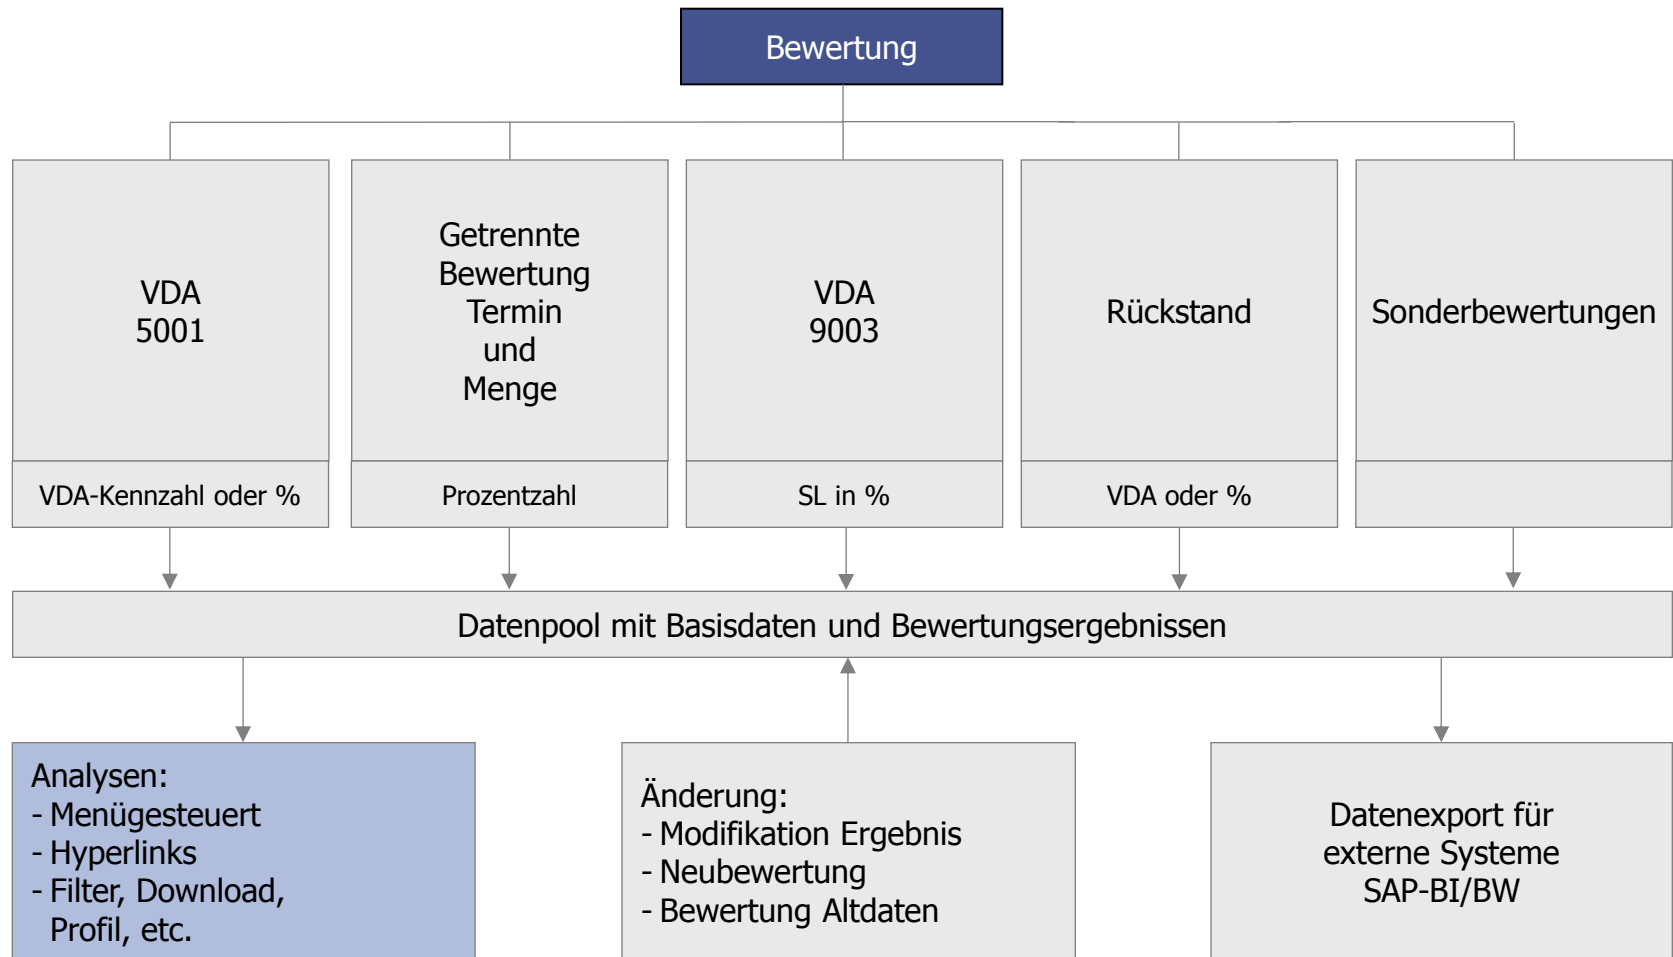 Bewertung
VDA
5001
Getrennte
Bewertung
Termin
und
Menge
VDA
9003
Rückstand
Sonderbewertungen
VDA-Kennzahl oder %
Prozentzahl
SL in %
VDA oder %
Datenpool mit Basisdaten und Bewertungsergebnissen
Analysen:
- Menügesteuert
- Hyperlinks
- Filter, Download,
Profil, etc.
Änderung:
- Modifikation Ergebnis
- Neubewertung
- Bewertung Altdaten
Datenexport für
externe Systeme
SAP-BI/BW